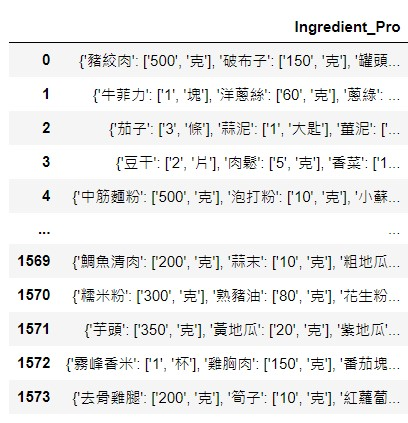 Ingredient_Pro
0 {'豬絞肉': ['500', '克'], '破布子': ['150', '克'], '罐頭...
1 {'牛菲力': ['1', '塊'], '洋蔥絲': ['60', '克'], '蔥綠': ...
2 {'茄子': ['3', '條'], '蒜泥': ['1', '大匙'], '薑泥': ['...
3 {'豆干': ['2', '片'], '肉鬆': ['5', '克'], '香菜': ['1...
4 {'中筋麵粉': ['500', '克'], '泡打粉': ['10', '克'], '小蘇...
... ...
1569 {'鯛魚清肉': ['200', '克'], '蒜末': ['10', '克'], '粗地瓜...
1570 {'糯米粉': ['300', '克'], '熟豬油': ['80', '克'], '花生粉...
1571 {'芋頭': ['350', '克'], '黃地瓜': ['20', '克'], '紫地瓜'...
1572 {'霧峰香米': ['1', '杯'], '雞胸肉': ['150', '克'], '番茄塊...
1573 {'去骨雞腿': ['200', '克'], '筍子': ['10', '克'], '紅蘿蔔...